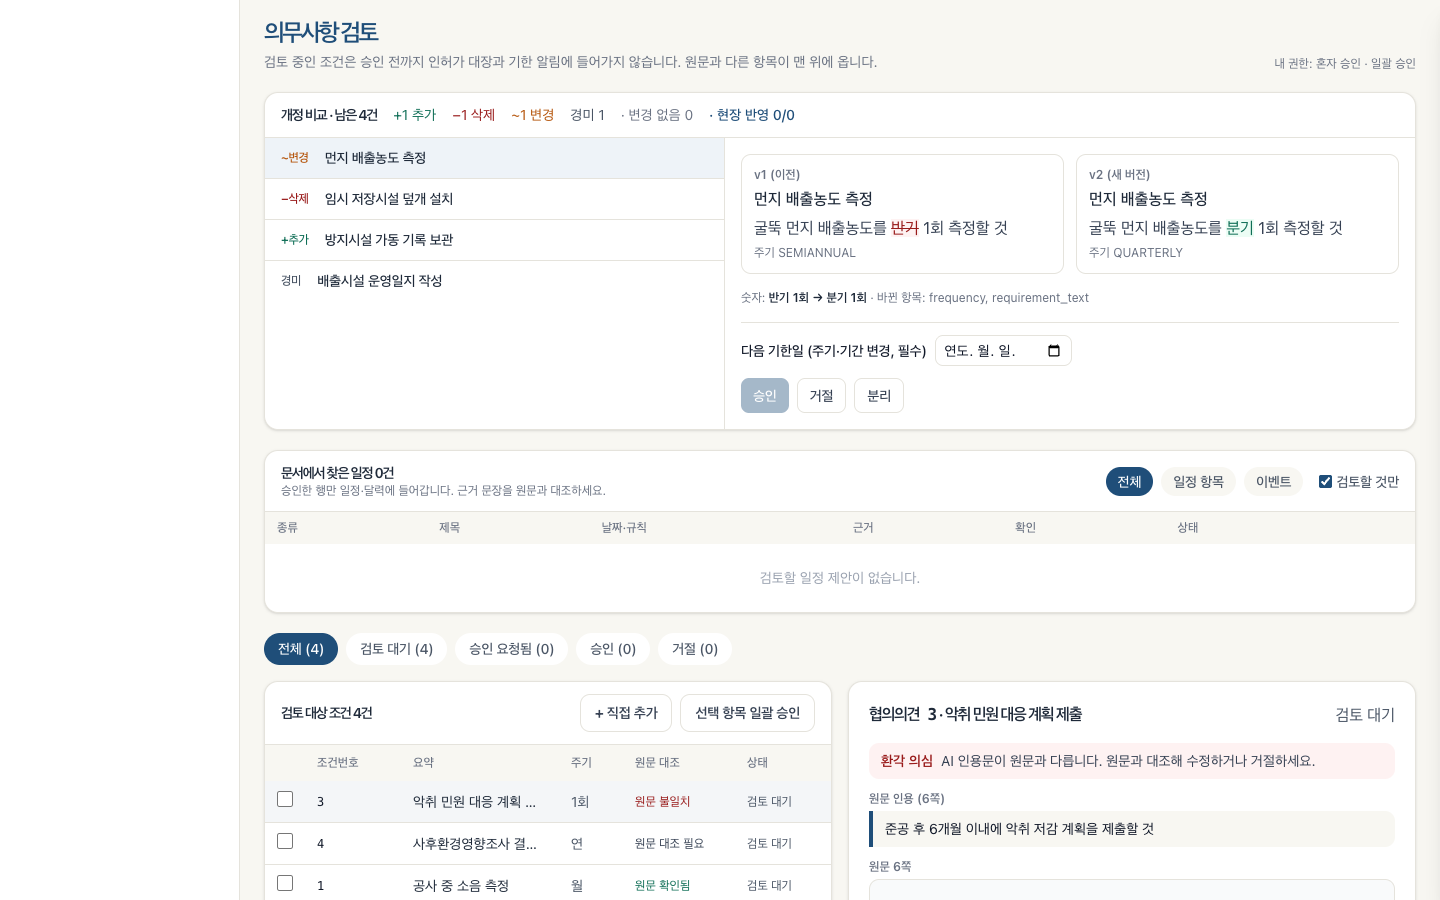 의무사항 검토
검토 중인 조건은 승인 전까지 인허가 대장과 기한 알림에 들어가지 않습니다. 원문과 다른 항목이 맨 위에 옵니다.
내 권한: 혼자 승인 · 일괄 승인
개정 비교 · 남은 4건 +1 추가 −1 삭제 ~1 변경 경미 1 · 변경 없음 0 · 현장 반영 0/0
~변경 먼지 배출농도 측정
−삭제 임시 저장시설 덮개 설치
+추가 방지시설 가동 기록 보관
경미 배출시설 운영일지 작성
v1 (이전)
먼지 배출농도 측정
굴뚝 먼지 배출농도를 반기 1회 측정할 것
주기 SEMIANNUAL
v2 (새 버전)
먼지 배출농도 측정
굴뚝 먼지 배출농도를 분기 1회 측정할 것
주기 QUARTERLY
숫자: 반기 1회 → 분기 1회 · 바뀐 항목: frequency, requirement_text
다음 기한일 (주기·기간 변경, 필수) 연도. 월. 일.
승인 거절 분리
문서에서 찾은 일정 0건
승인한 행만 일정·달력에 들어갑니다. 근거 문장을 원문과 대조하세요.
전체 일정 항목 이벤트 검토할 것만
종류 제목 날짜·규칙 근거 확인 상태
검토할 일정 제안이 없습니다.
전체 (4) 검토 대기 (4) 승인 요청됨 (0) 승인 (0) 거절 (0)
검토 대상 조건 4건 + 직접 추가 선택 항목 일괄 승인
조건번호 요약 주기 원문 대조 상태
3 악취 민원 대응 계획 ... 1회 원문 불일치 검토 대기
4 사후환경영향조사 결... 연 원문 대조 필요 검토 대기
1 공사 중 소음 측정 월 원문 확인됨 검토 대기
협의의견 3 · 악취 민원 대응 계획 제출 검토 대기
환각 의심 AI 인용문이 원문과 다릅니다. 원문과 대조해 수정하거나 거절하세요.
원문 인용 (6쪽)
준공 후 6개월 이내에 악취 저감 계획을 제출할 것
원문 6쪽